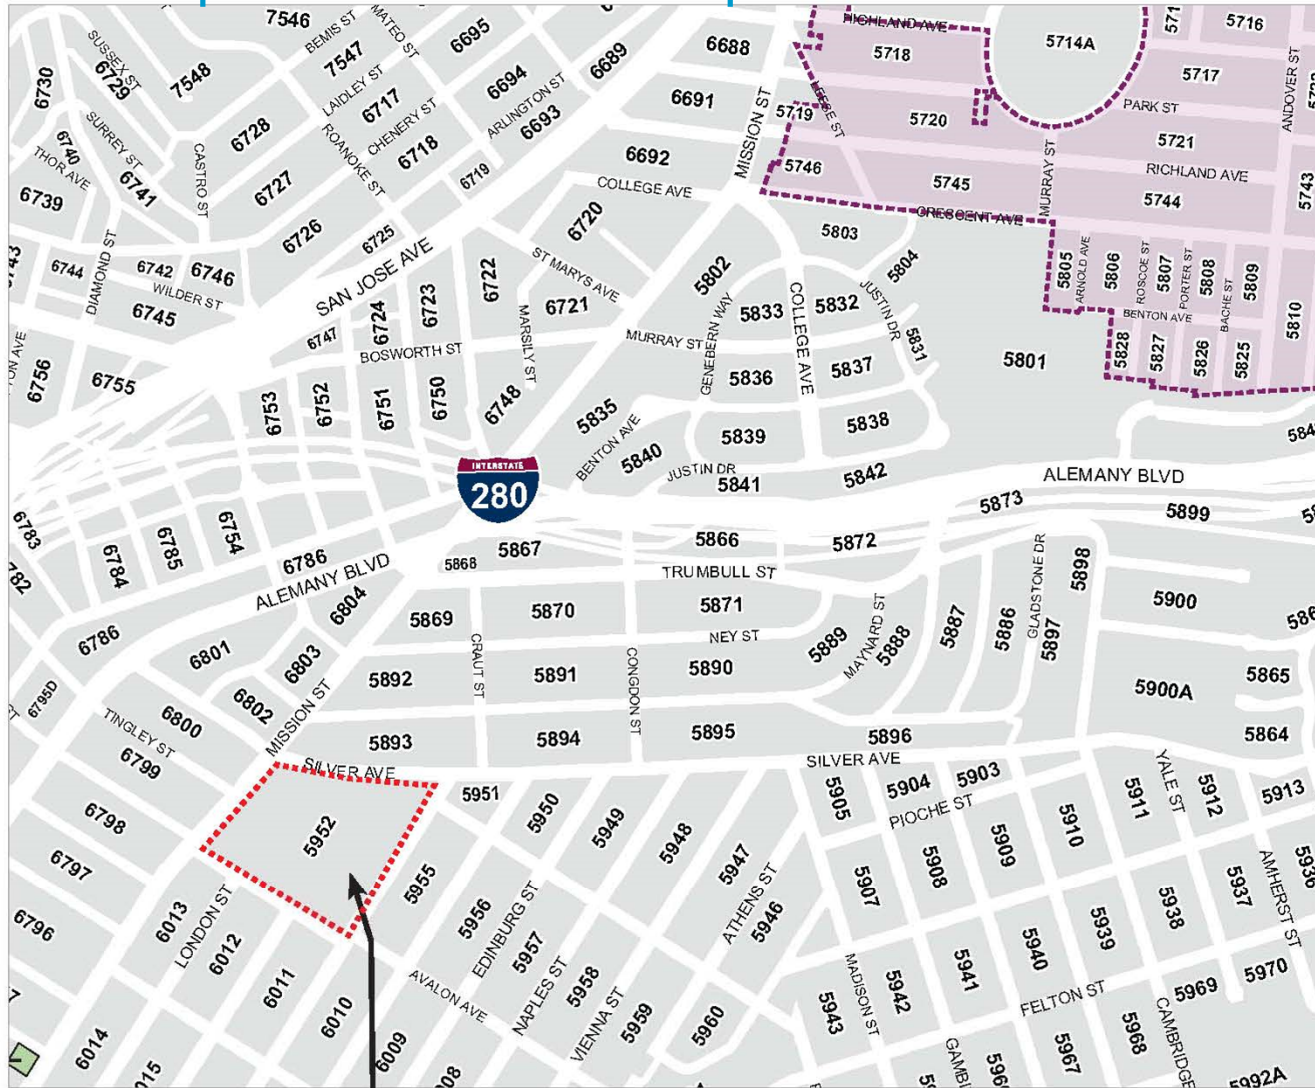 7546
BEMIS ST
MATEO ST
6695
6688
HIGHLAND AVE
5718
5714A
571
5716
SUSSEX ST
6730
6729
7548
7547
LAIDLEY ST
6717
6694
6689
ARLINGTON ST
6693
CHENERY ST
6691
MISSION ST
5719
LEESE ST
5720
5717
PARK ST
ANDOVER ST
SURREY ST
6728
ROANOKE ST
6718
6719
6692
COLLEGE AVE
5746
5745
MURRAY ST
5721
RICHLAND AVE
5743
6740
THOR AVE
6741
CASTRO ST
6727
6739
6726
6725
SAN JOSE AVE
6720
5744
CRESCENT AVE
5803
DIAMOND ST
6744
6742
6746
WILDER ST
6745
6722
ST MARYS AVE
6721
5802
5804
5805
ARNOLD AVE
5806
ROSCOE ST
5807
PORTER ST
5808
BACHE ST
5809
5810
6747
6724
6723
MARSILY ST
GENEBERN WAY
5833
COLLEGE AVE
5832
JUSTIN DR
5831
BENTON AVE
BOSWORTH ST
MURRAY ST
5801
5828
5827
5826
5825
6756
6755
6753
6752
6751
6750
6748
5836
5837
5835
BENTON AVE
5840
5839
5838
JUSTIN DR
5841
5842
INTERSTATE
280
ALEMANY BLVD
5873
5899
6783
6784
6785
6754
6786
ALEMANY BLVD
5868
5867
5866
5872
TRUMBULL ST
5898
GLADSTONE DR
5900
6804
5869
5870
5871
NEY ST
5889
MAYNARD ST
5888
5887
5886
5897
6786
6801
6803
CRAUT ST
5892
5891
CONGDON ST
5890
5865
5900A
6795D
6800
6802
MISSION ST
TINGLEY ST
6799
5893
5894
5895
5896
5864
SILVER AVE
SILVER AVE
6798
5952
5951
5950
5949
5948
5905
5904
5903
PIOCHE ST
5910
5911
YALE ST
5912
5913
6797
5955
5947
ATHENS ST
5946
5907
5908
5909
AMHERST ST
5937
5938
6796
6013
LONDON ST
6012
5956
EDINBURG ST
5957
NAPLES ST
5958
VIENNA ST
5959
5960
5939
5940
5941
5942
MADISON ST
5943
6011
6010
AVALON AVE
FELTON ST
5969
5970
6014
6009
5967
5968
5992A